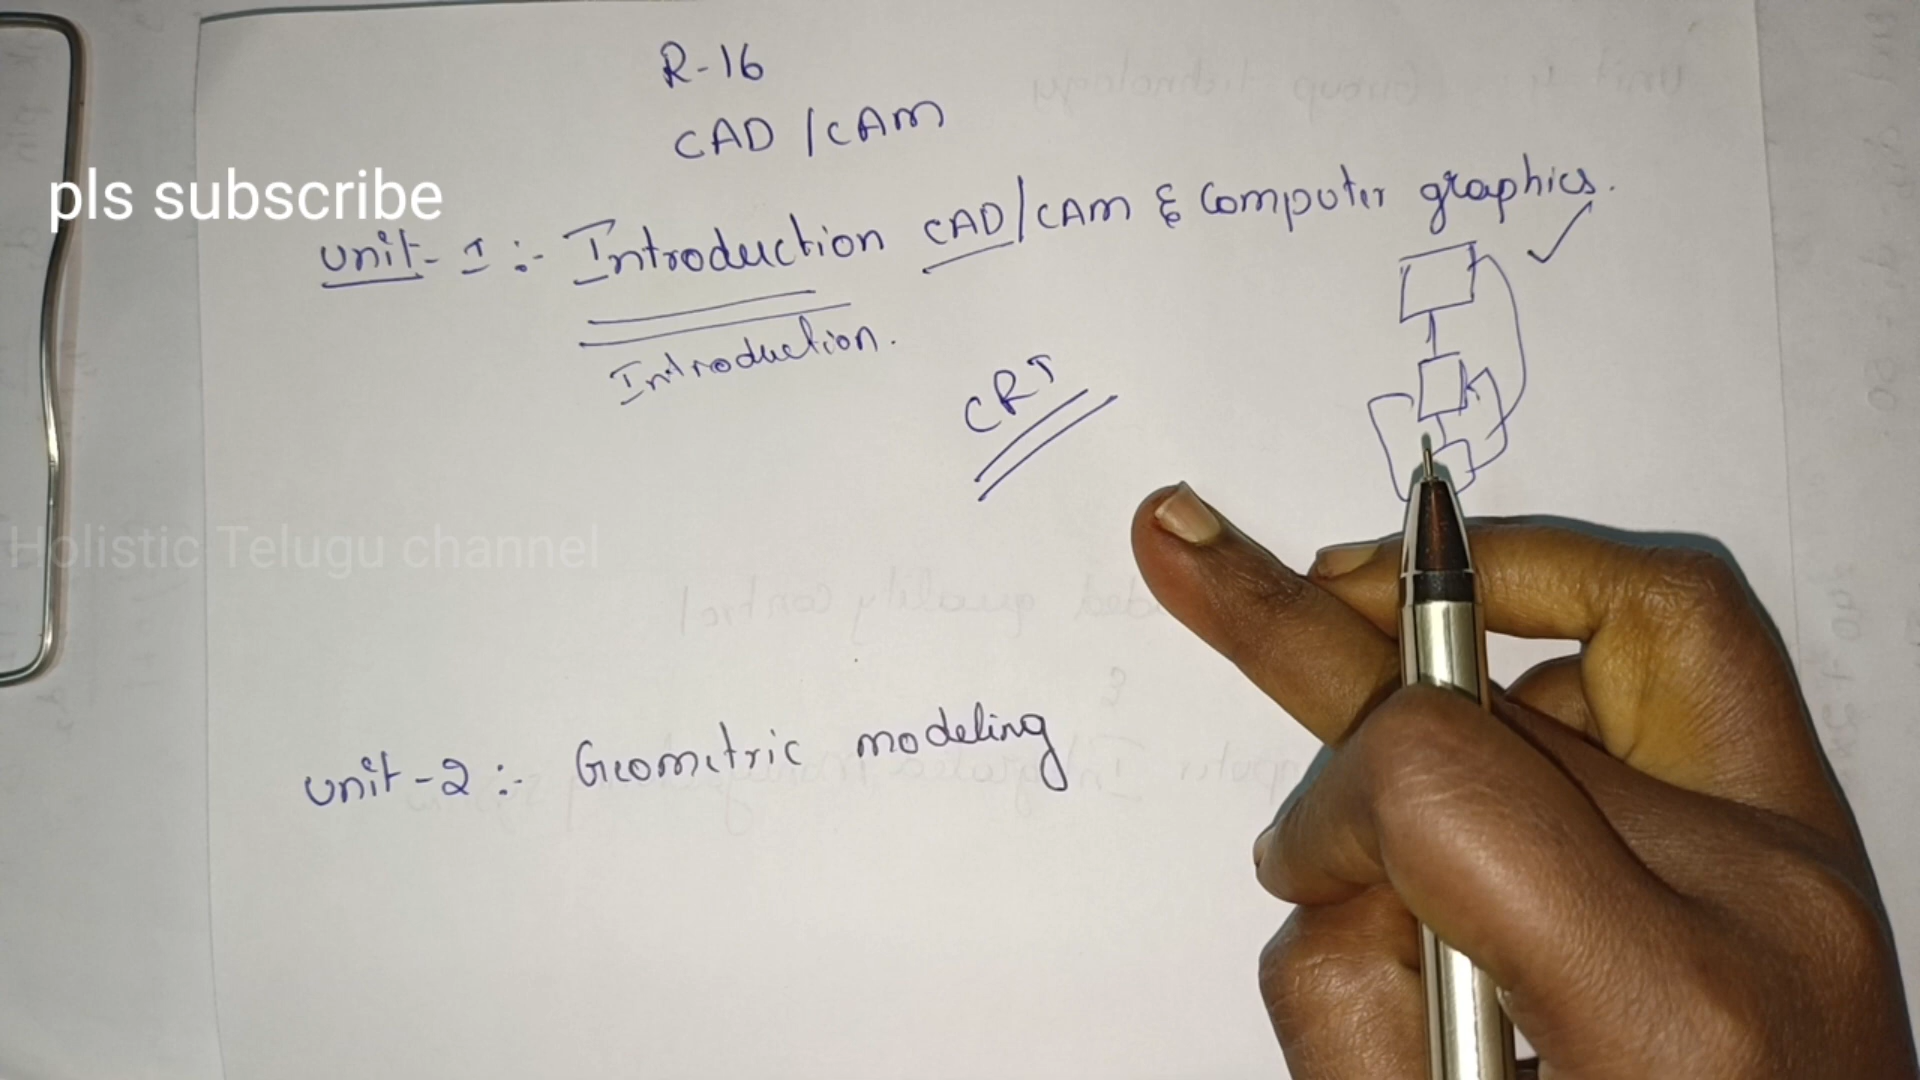 R-16
CAD/CAM
pls subscribe
Unit-1:- Introduction CAD/CAM & Computer graphics.
Introduction.
CRT
Holistic Telugu channel
Unit-2:- Geometric modeling